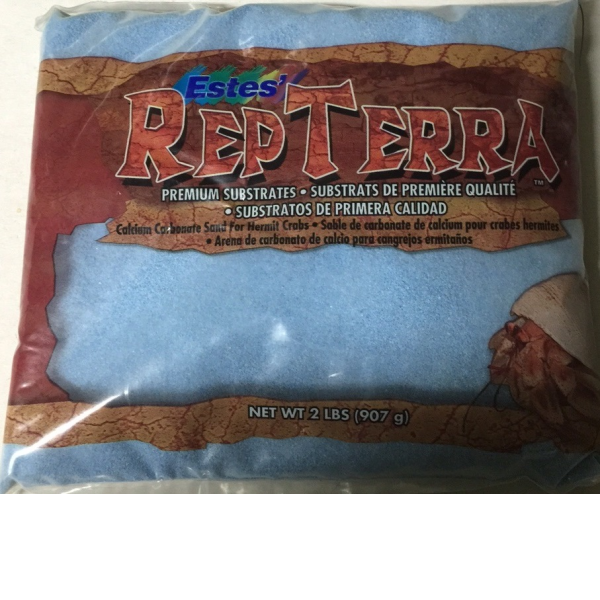 Estes'
REPTERRA™
PREMIUM SUBSTRATES • SUBSTRATS DE PREMIÈRE QUALITÉ
• SUBSTRATOS DE PRIMERA CALIDAD
Calcium Carbonate Sand For Hermit Crabs • Sable de carbonate de calcium pour crabes hermites
• Arena de carbonato de calcio para cangrejos ermitaños
NET WT 2 LBS (907 g)